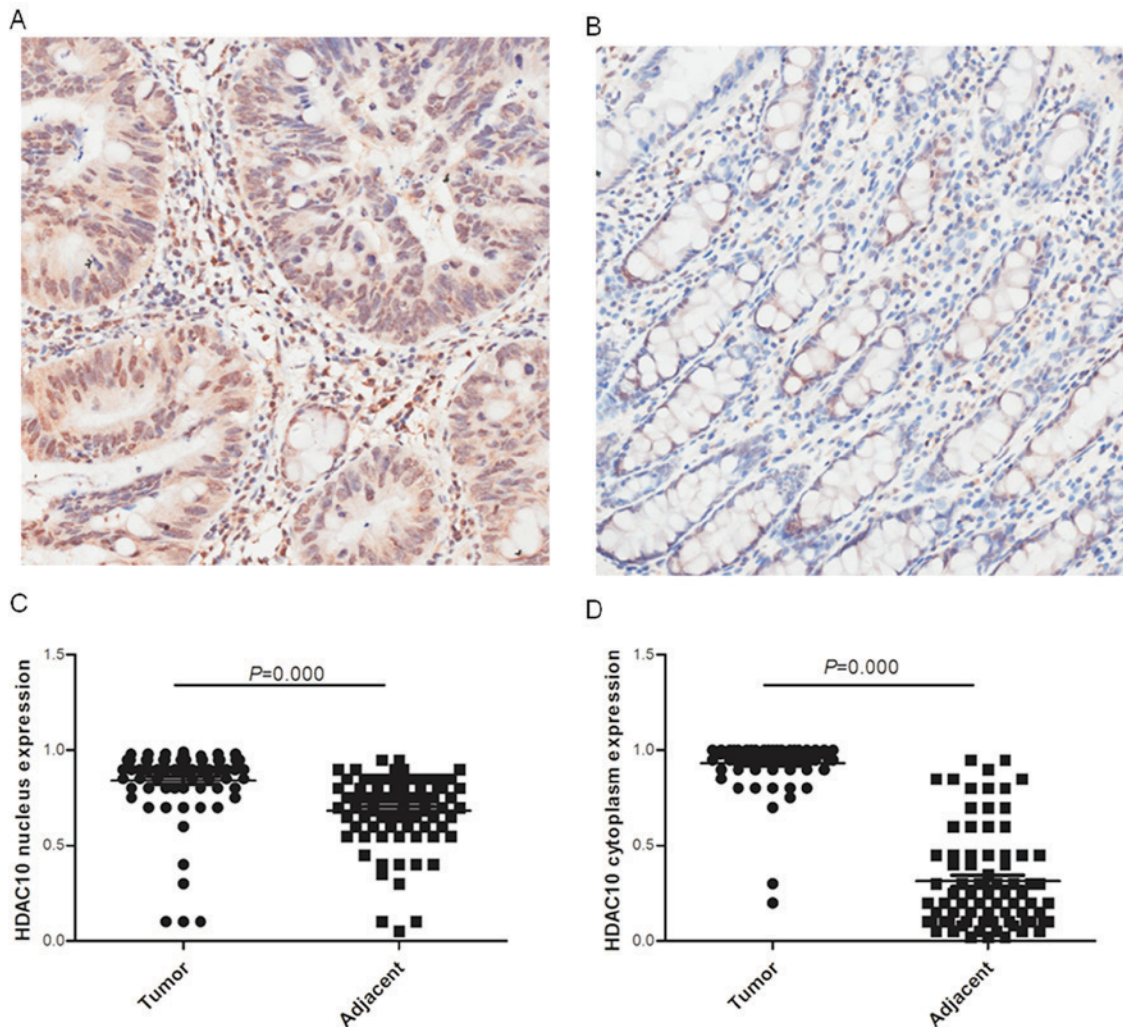 A
B
C
HDAC10 nucleus expression
1.5
1.0
0.5
0.0
P=0.000
Tumor
Adjacent
D
HDAC10 cytoplasm expression
1.5
1.0
0.5
0.0
P=0.000
Tumor
Adjacent